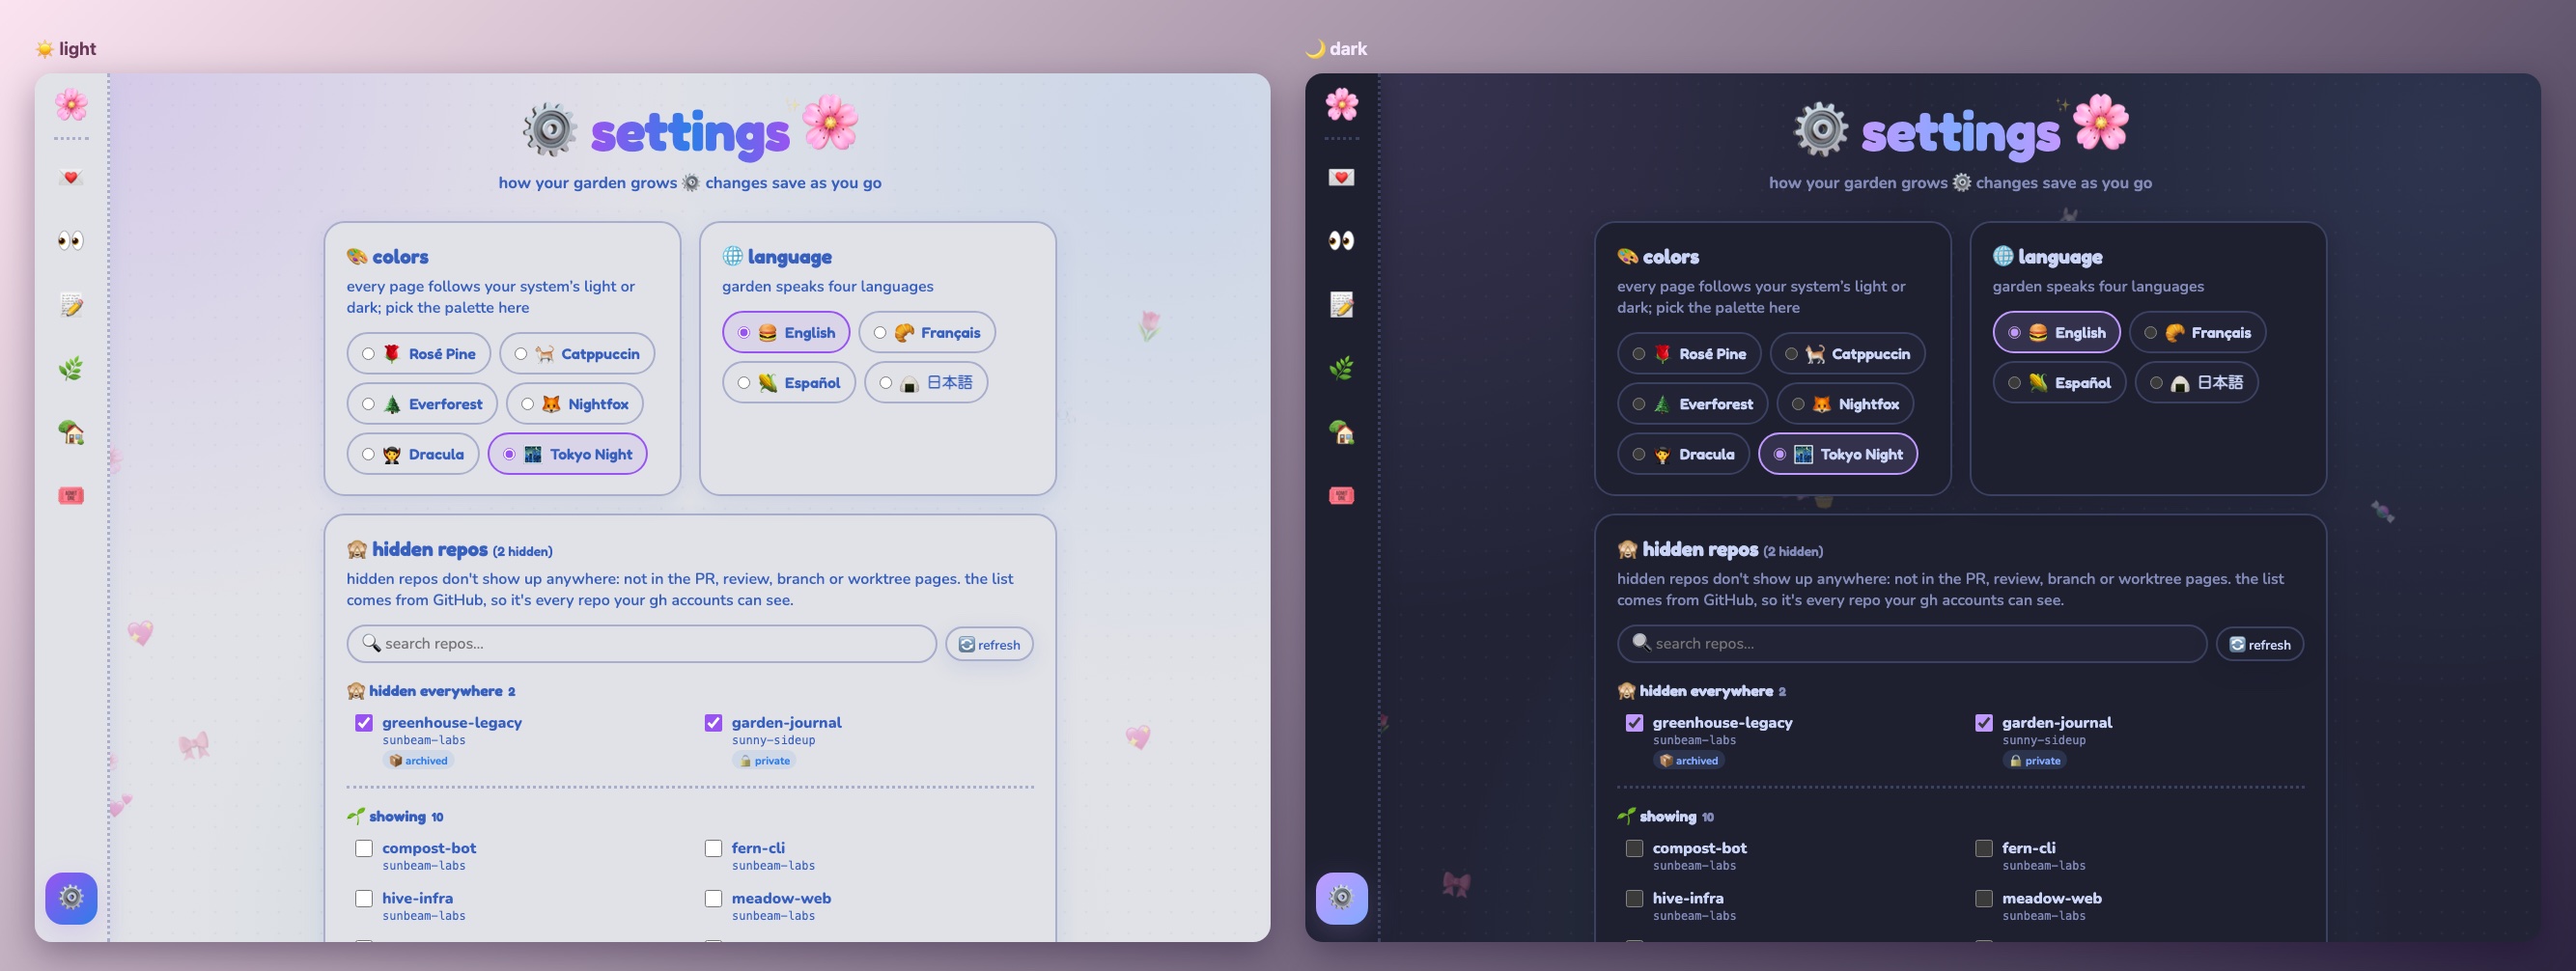 light
settings
how your garden grows ⚙️ changes save as you go
colors
every page follows your system's light or
dark; pick the palette here
Rosé Pine
Catppuccin
Everforest
Nightfox
Dracula
Tokyo Night
language
garden speaks four languages
English
Français
Español
日本語
hidden repos (2 hidden)
hidden repos don't show up anywhere: not in the PR, review, branch or worktree pages. the list
comes from GitHub, so it's every repo your gh accounts can see.
search repos...
refresh
hidden everywhere 2
greenhouse-legacy
sunbeam-labs
archived
garden-journal
sunny-sideup
private
showing 10
compost-bot
sunbeam-labs
fern-cli
sunbeam-labs
hive-infra
sunbeam-labs
meadow-web
sunbeam-labs
dark
settings
how your garden grows ⚙️ changes save as you go
colors
every page follows your system's light or
dark; pick the palette here
Rosé Pine
Catppuccin
Everforest
Nightfox
Dracula
Tokyo Night
language
garden speaks four languages
English
Français
Español
日本語
hidden repos (2 hidden)
hidden repos don't show up anywhere: not in the PR, review, branch or worktree pages. the list
comes from GitHub, so it's every repo your gh accounts can see.
search repos...
refresh
hidden everywhere 2
greenhouse-legacy
sunbeam-labs
archived
garden-journal
sunny-sideup
private
showing 10
compost-bot
sunbeam-labs
fern-cli
sunbeam-labs
hive-infra
sunbeam-labs
meadow-web
sunbeam-labs